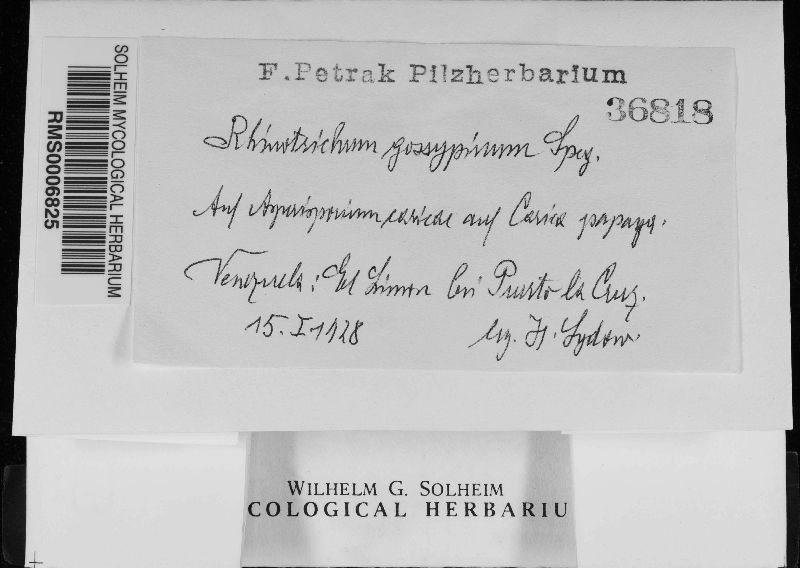 F. Petrak Pilzherbarium
36818
Rhinotrichum gossypinum Speg.
Auf Asperisporium caricae auf Carica papaya.
Venezuela: El Limon bei Puerto la Cruz.
15. I 1928 leg. H. Sydow.
SOLHEIM MYCOLOGICAL HERBARIUM
RMS0006825
WILHELM G. SOLHEIM
COLOGICAL HERBARIU